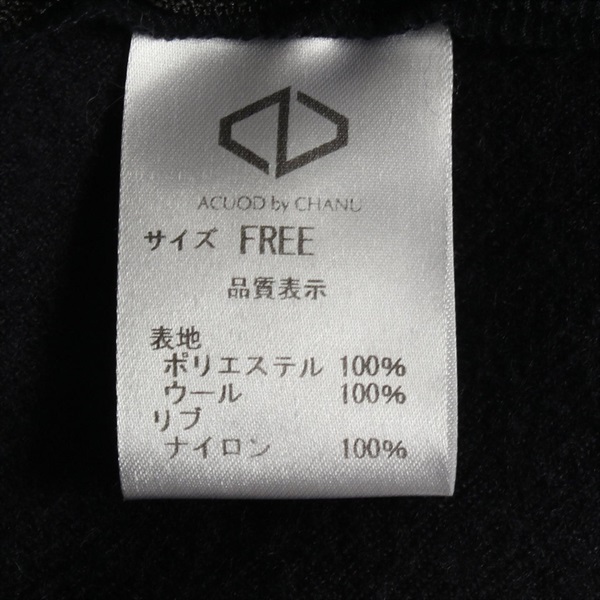 ACUOD by CHANU
サイズ FREE
品質表示
表地
ポリエステル 100%
ウール 100%
リブ
ナイロン 100%